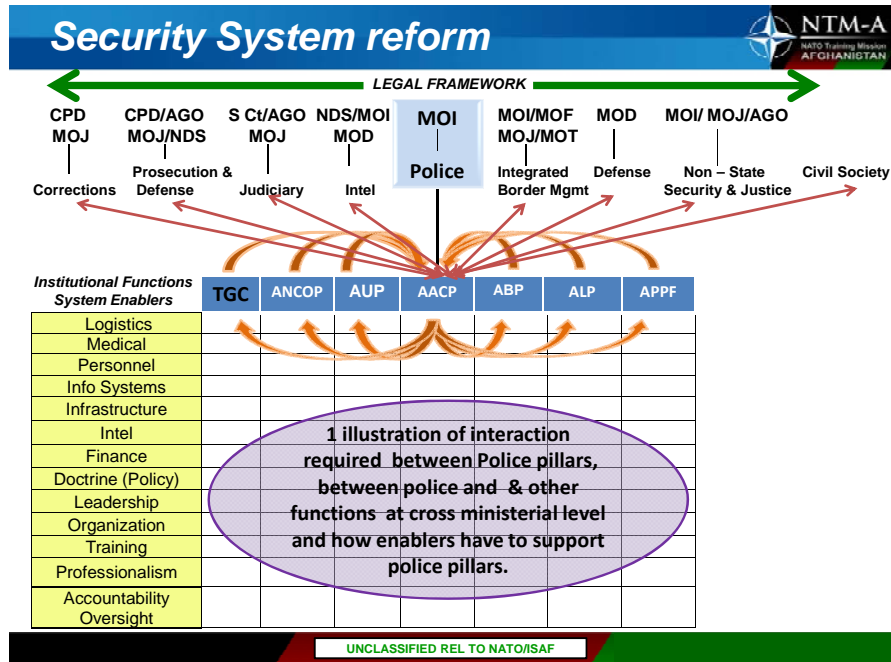 Security System reform
NTM-A
NATO Training Mission
AFGHANISTAN
LEGAL FRAMEWORK
CPD
MOJ
Corrections
CPD/AGO
MOJ/NDS
Prosecution &
Defense
S Ct/AGO
MOJ
Judiciary
NDS/MOI
MOD
Intel
MOI
Police
MOI/MOF
MOJ/MOT
Integrated
Border Mgmt
MOD
Defense
MOI/ MOJ/AGO
Non – State
Security & Justice
Civil Society
Institutional Functions
System Enablers
TGC
ANCOP
AUP
AACP
ABP
ALP
APPF
Logistics
Medical
Personnel
Info Systems
Infrastructure
Intel
Finance
Doctrine (Policy)
Leadership
Organization
Training
Professionalism
Accountability
Oversight
1 illustration of interaction
required between Police pillars,
between police and & other
functions at cross ministerial level
and how enablers have to support
police pillars.
UNCLASSIFIED REL TO NATO/ISAF